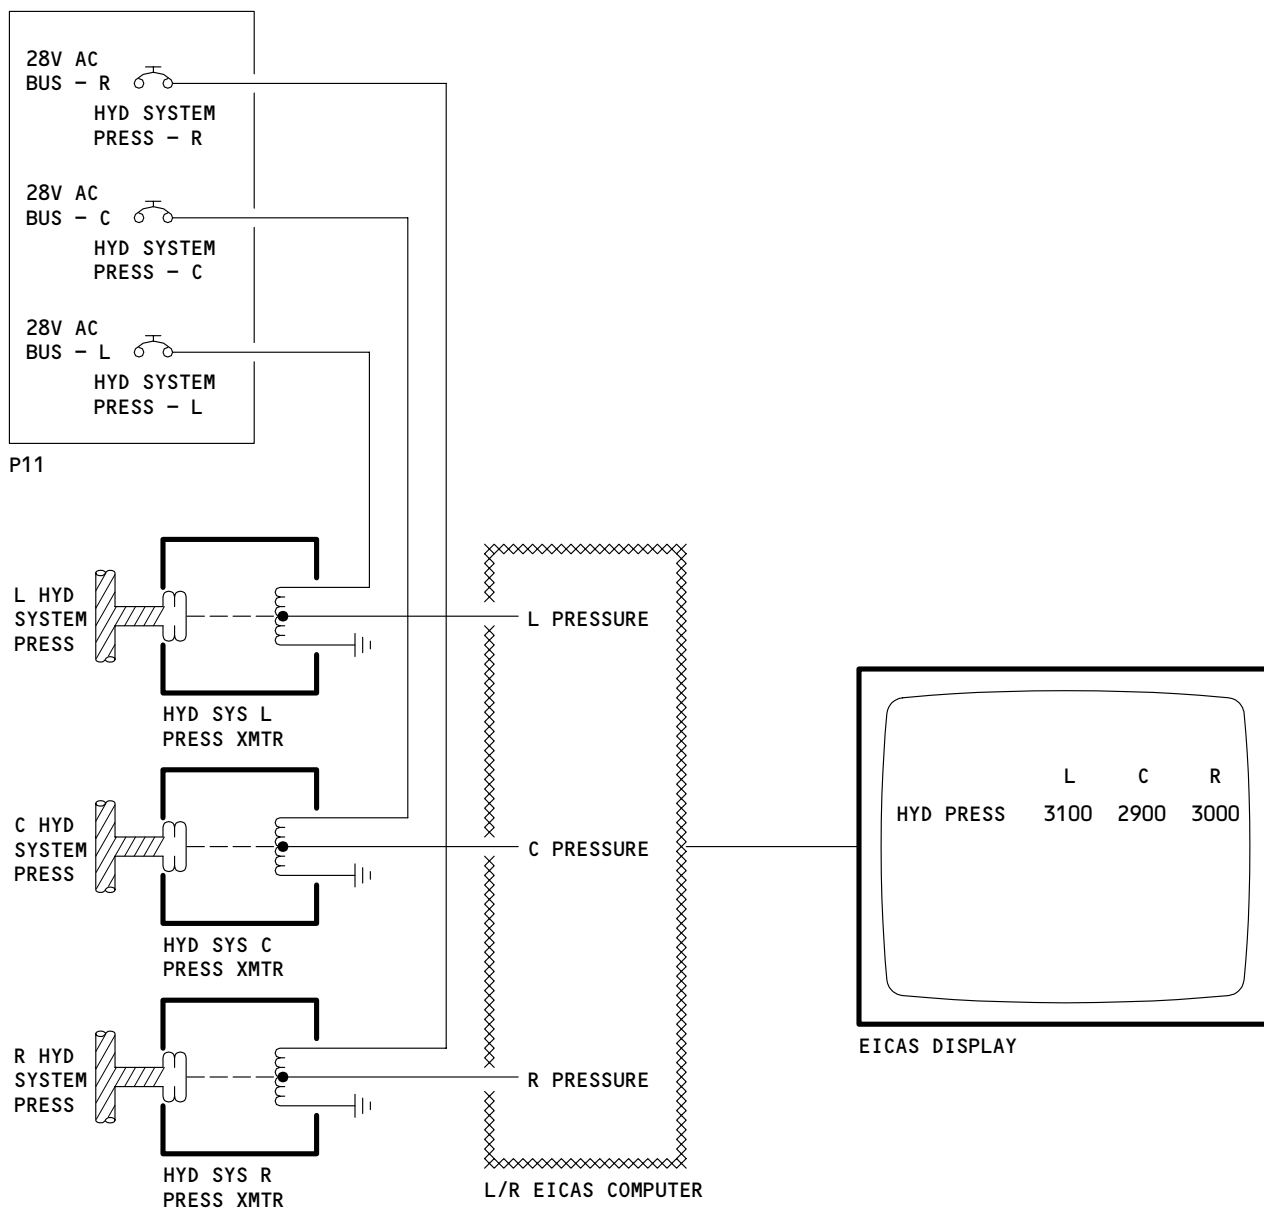 28V AC
BUS – R
HYD SYSTEM
PRESS – R
28V AC
BUS – C
HYD SYSTEM
PRESS – C
28V AC
BUS – L
HYD SYSTEM
PRESS – L
P11
L HYD
SYSTEM
PRESS
L PRESSURE
HYD SYS L
PRESS XMTR
C HYD
SYSTEM
PRESS
C PRESSURE
HYD SYS C
PRESS XMTR
R HYD
SYSTEM
PRESS
R PRESSURE
HYD SYS R
PRESS XMTR
L/R EICAS COMPUTER
L C R
HYD PRESS 3100 2900 3000
EICAS DISPLAY